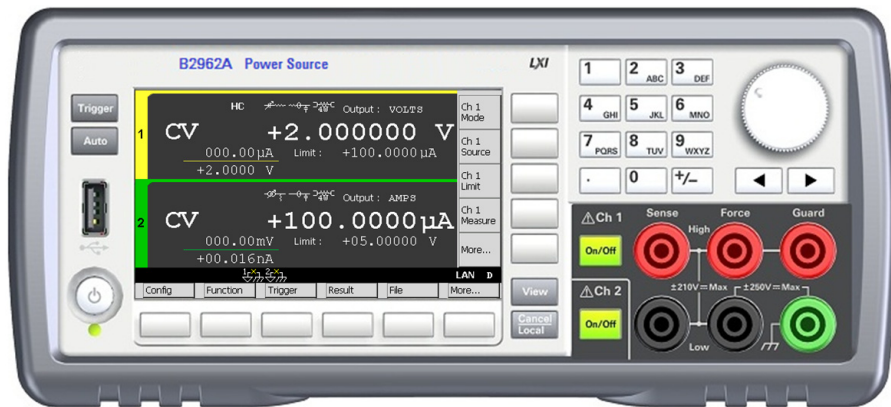 B2962A Power Source
LXI
Trigger
Auto
1
HC
Output: VOLTS
CV +2.000000 V
000.00µA Limit: +100.0000µA
+2.0000 V
2
Output: AMPS
CV +100.0000µA
000.00mV Limit: +05.00000 V
+00.016nA
Ch 1 Mode
Ch 1 Source
Ch 1 Limit
Ch 1 Measure
More...
LAN D
Config Function Trigger Result File More...
View
Cancel
Local
1 2 ABC 3 DEF
4 GHI 5 JKL 6 MNO
7 PQRS 8 TUV 9 WXYZ
. 0 +/−
Ch 1
On/Off
Sense Force Guard
High
±210V Max ±250V Max
Ch 2
On/Off
Low